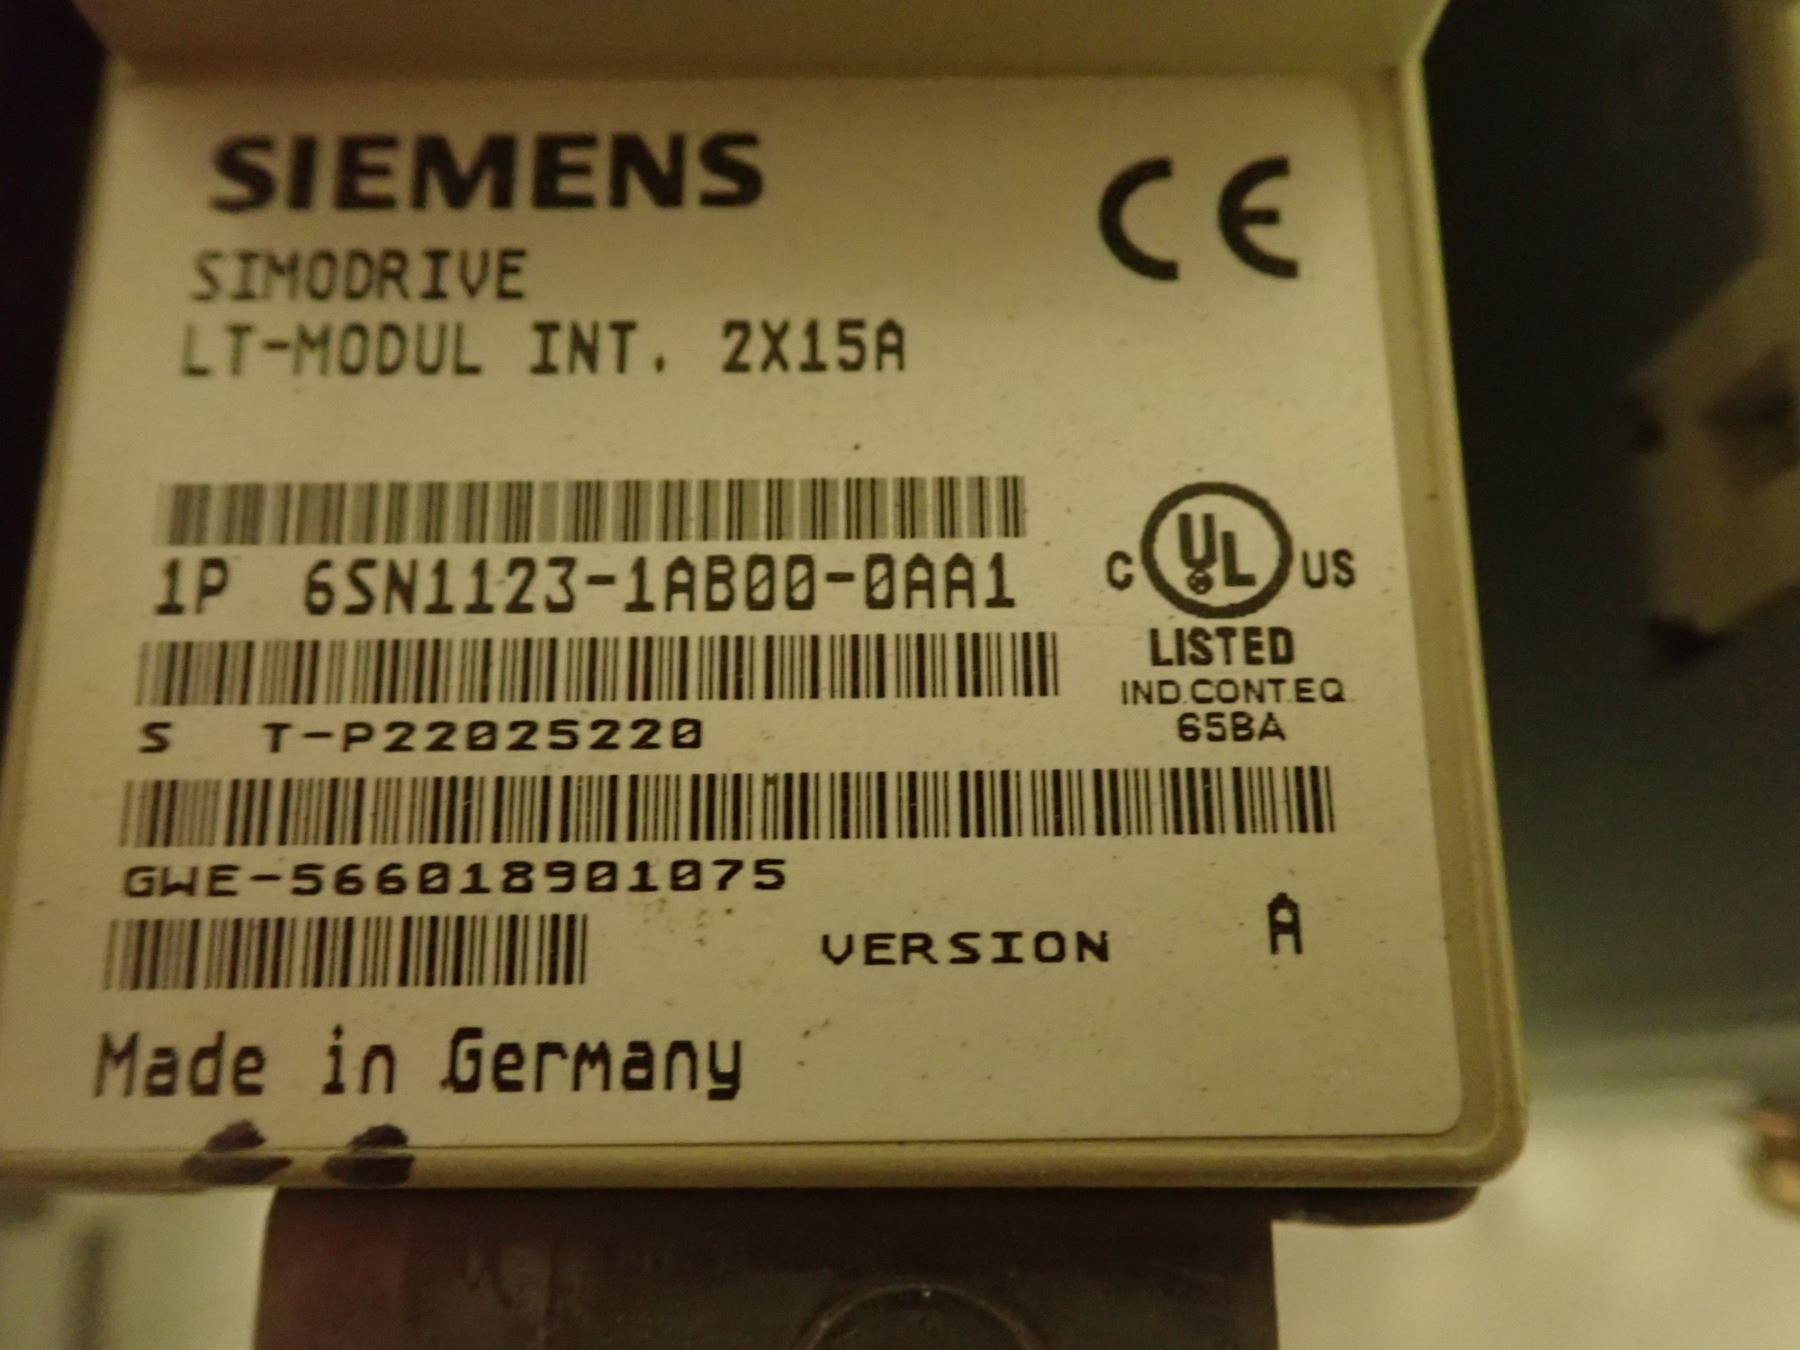 SIEMENS
CE
SIMODRIVE
LT-MODUL INT. 2X15A
1P 6SN1123-1AB00-0AA1
C UL US
LISTED
IND.CONT.EQ.
65BA
S T-P22025220
GWE-566018901075
VERSION A
Made in Germany